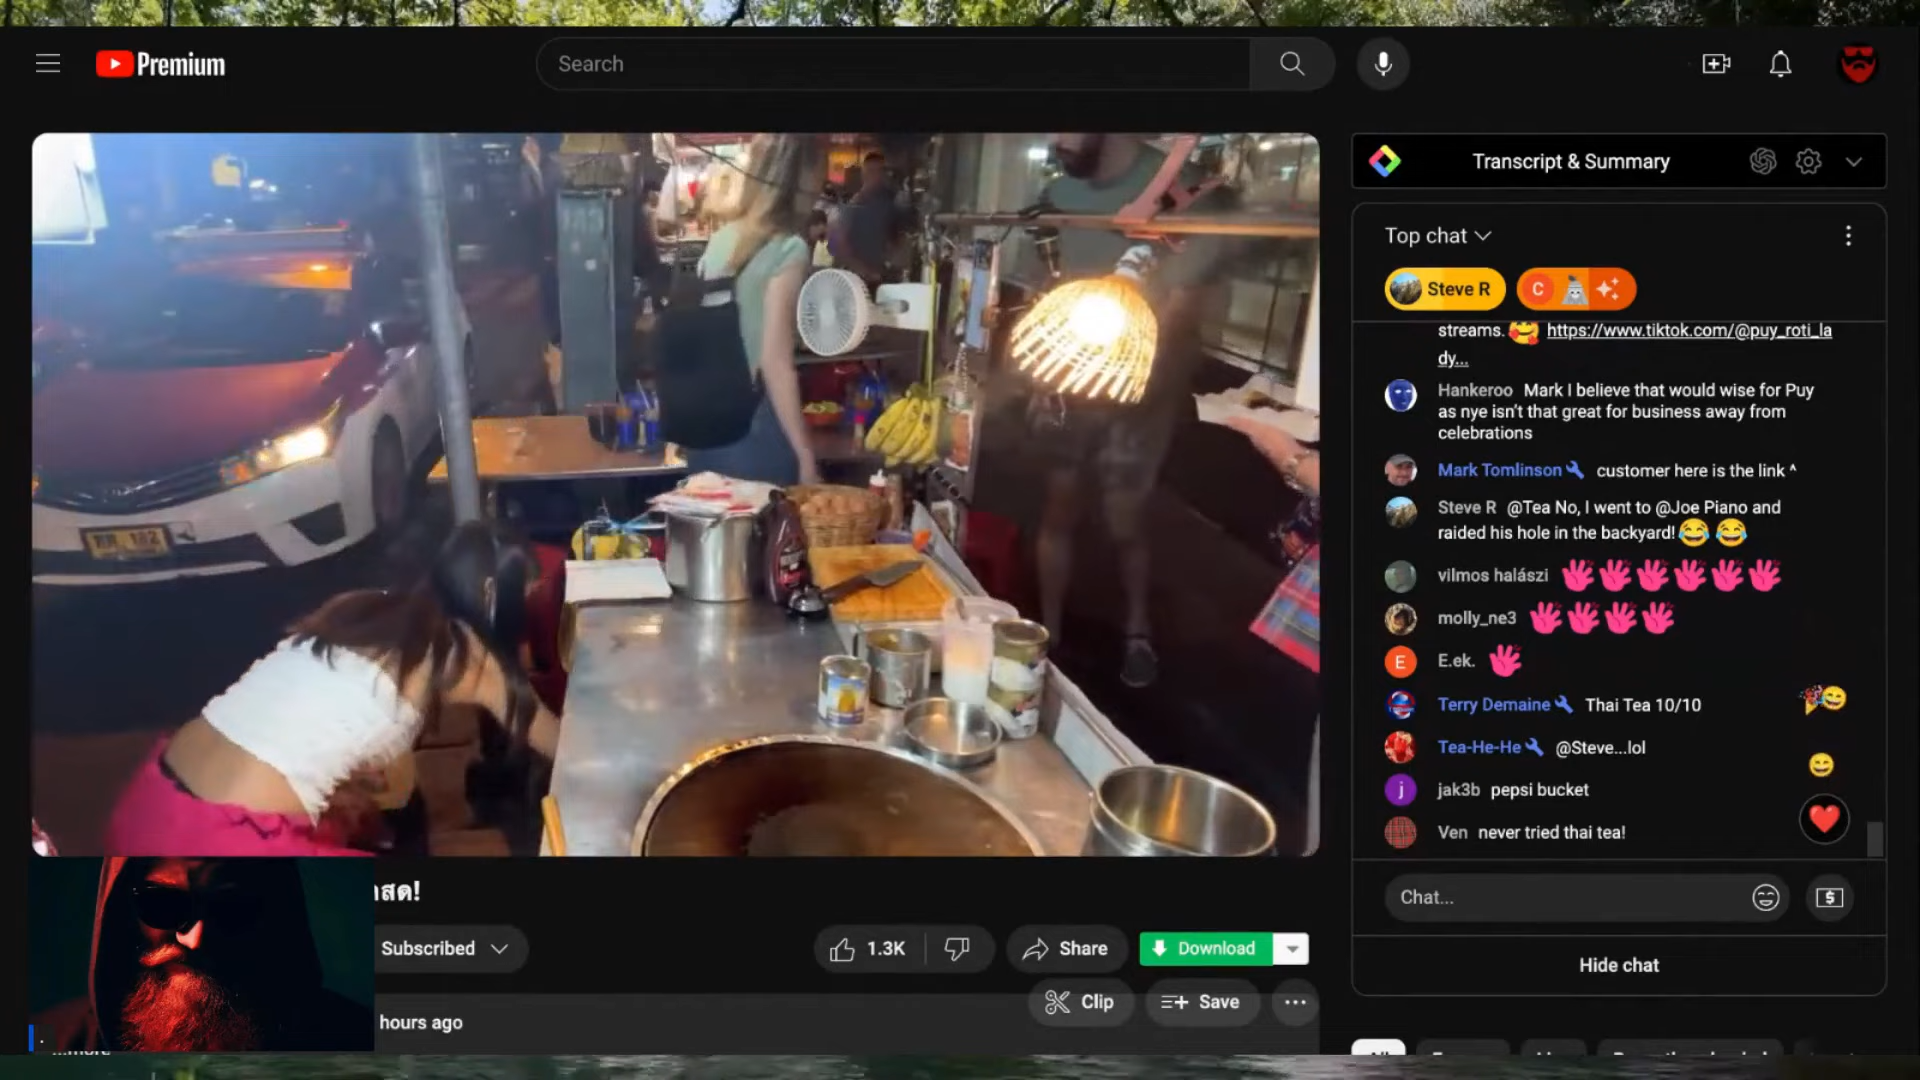 Premium
Search
Transcript & Summary
Top chat
Steve R
C
streams. 🥰 https://www.tiktok.com/@puy_roti_la
dy...
Hankeroo Mark I believe that would wise for Puy
as nye isn't that great for business away from
celebrations
Mark Tomlinson customer here is the link ^
Steve R @Tea No, I went to @Joe Piano and
raided his hole in the backyard! 😂 😂
vilmos halászi
molly_ne3
E
E.ek.
Terry Demaine Thai Tea 10/10
Tea-He-He @Steve...lol
j
jak3b pepsi bucket
Ven never tried thai tea!
Chat...
$
Hide chat
สด!
Subscribed
1.3K
Share
Download
Clip
Save
hours ago
...more